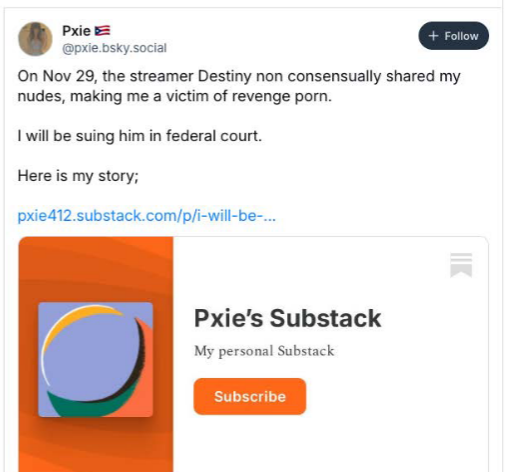 Pxie 🇵🇷
@pxie.bsky.social
+ Follow
On Nov 29, the streamer Destiny non consensually shared my
nudes, making me a victim of revenge porn.
I will be suing him in federal court.
Here is my story;
pxie412.substack.com/p/i-will-be-...
Pxie's Substack
My personal Substack
Subscribe